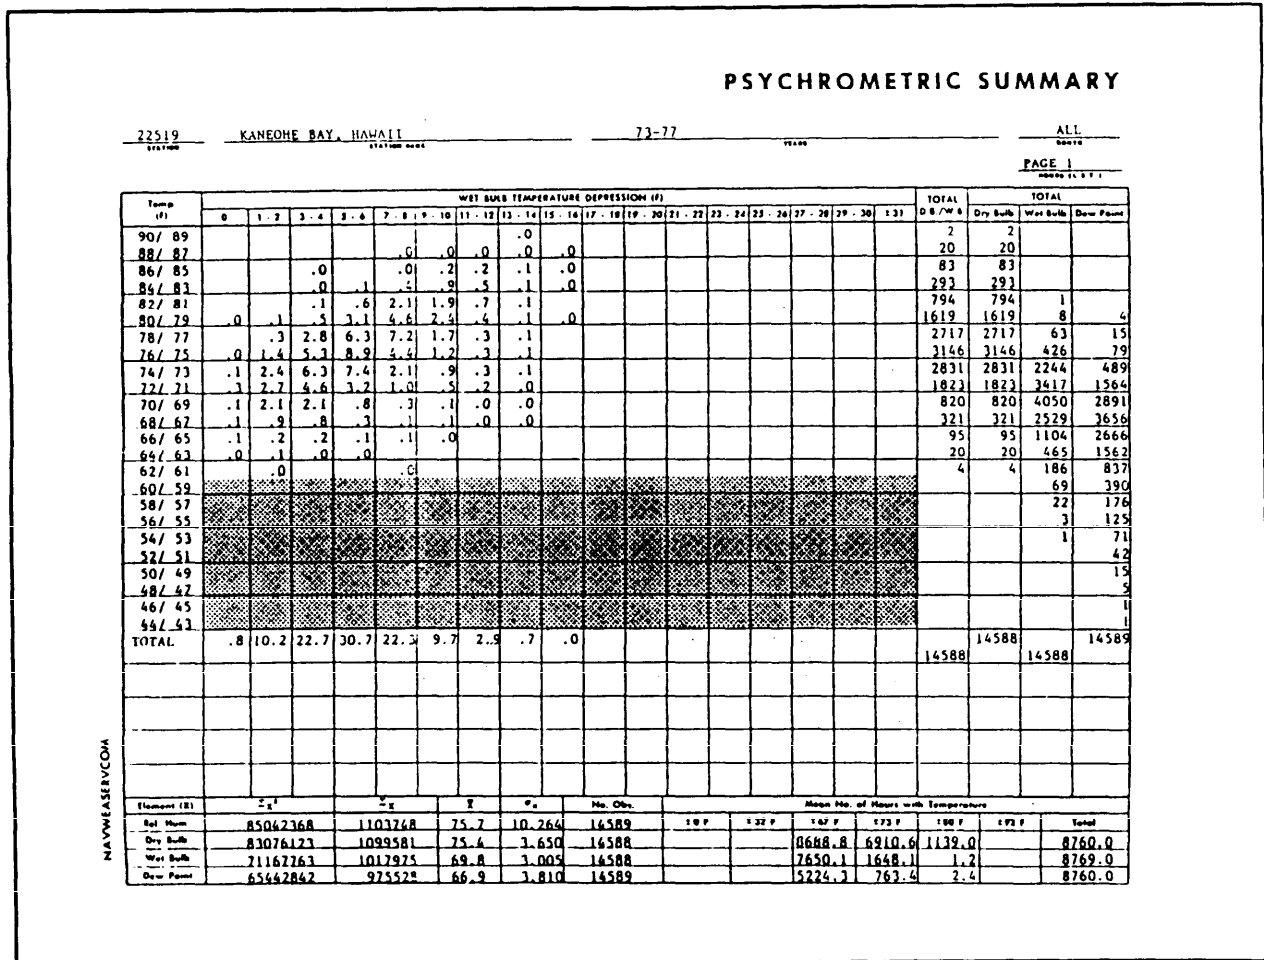 PSYCHROMETRIC SUMMARY
22519 KANEOHE BAY, HAWAII 73-77 ALL
STATION STATION NAME YEARS MONTH
PAGE 1
HOURS (L S T)
Temp (F) WET BULB TEMPERATURE DEPRESSION (F) TOTAL TOTAL
0 1 - 2 3 - 4 5 - 6 7 - 8 9 - 10 11 - 12 13 - 14 15 - 16 17 - 18 19 - 20 21 - 22 23 - 24 25 - 26 27 - 28 29 - 30 ≥ 31 D.B./W.B. Dry Bulb Wet Bulb Dew Point
90/ 89 .0 2 2
88/ 87 .0 .0 .0 .0 .0 20 20
86/ 85 .0 .0 .2 .2 .1 .0 83 83
84/ 83 .0 .1 .9 .5 .1 .0 293 293
82/ 81 .1 .6 2.1 1.9 .7 .1 794 794 1
80/ 79 .0 .1 .5 3.1 4.6 2.4 .4 .1 .0 1619 1619 8 4
78/ 77 .3 2.8 6.3 7.2 1.7 .3 .1 2717 2717 63 15
76/ 75 .0 1.4 5.3 8.9 4.4 1.2 .3 .1 3146 3146 426 79
74/ 73 .1 2.4 6.3 7.4 2.1 .9 .3 .1 2831 2831 2244 489
72/ 71 .3 2.7 4.6 3.2 1.0 .5 .2 .0 1823 1823 3417 1564
70/ 69 .1 2.1 2.1 .8 .3 .1 .0 .0 820 820 4050 2891
68/ 67 .1 .9 .8 .3 .1 .1 .0 .0 321 321 2529 3656
66/ 65 .1 .2 .2 .1 .1 .0 95 95 1104 2666
64/ 63 .0 .1 .0 .0 20 20 465 1562
62/ 61 .0 .0 4 4 186 837
60/ 59 69 390
58/ 57 22 176
56/ 55 3 125
54/ 53 1 71
52/ 51 42
50/ 49 15
48/ 47 5
46/ 45 1
44/ 43 1
TOTAL .8 10.2 22.7 30.7 22.3 9.7 2.9 .7 .0 14588 14589
14588 14588
NAVWEASERVCOM
Element (X) No. Obs. Mean No. of Hours with Temperature
Rel Hum 85042368 1103748 75.7 10.264 14589 ≤ 0 F ≤ 32 F ≥ 67 F ≥ 73 F ≥ 80 F ≥ 93 F Total
Dry Bulb 83076123 1099581 75.4 3.650 14588 8688.8 6910.6 1139.0 8760.0
Wet Bulb 71167763 1017975 69.8 3.005 14588 7650.1 1648.1 1.2 8769.0
Dew Point 65442842 975528 66.9 3.810 14589 5224.3 763.4 2.4 8760.0